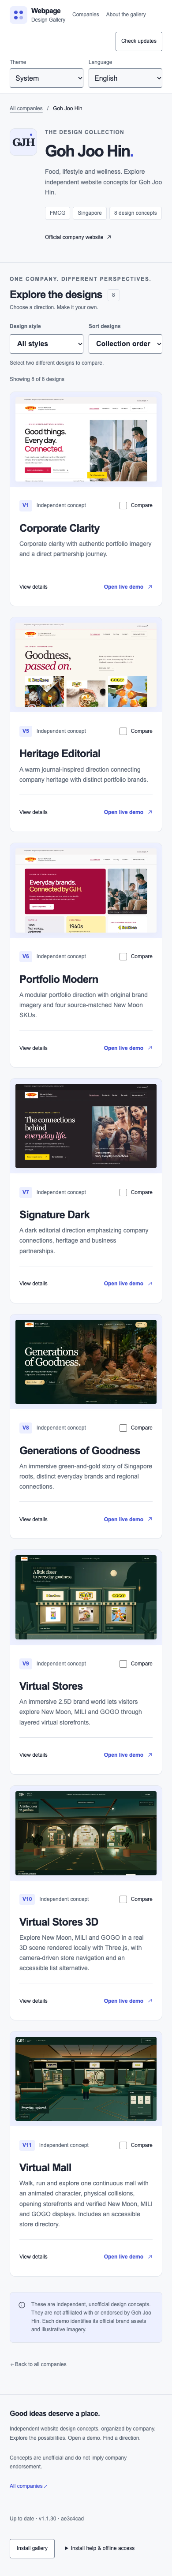 Webpage
Design Gallery
Companies
About the gallery
Check updates
Theme
Language
System
English
All companies / Goh Joo Hin
GJH
THE DESIGN COLLECTION
Goh Joo Hin.
Food, lifestyle and wellness. Explore
independent website concepts for Goh Joo
Hin.
FMCG
Singapore
8 design concepts
Official company website ↗
ONE COMPANY. DIFFERENT PERSPECTIVES.
Explore the designs 8
Choose a direction. Make it your own.
Design style
Sort designs
All styles
Collection order
Select two different designs to compare.
Showing 8 of 8 designs
Good things.
Every day.
Connected.
V1 Independent concept Compare
Corporate Clarity
Corporate clarity with authentic portfolio imagery
and a direct partnership journey.
View details Open live demo ↗
Goodness,
passed on.
V5 Independent concept Compare
Heritage Editorial
A warm journal-inspired direction connecting
company heritage with distinct portfolio brands.
View details Open live demo ↗
Everyday brands.
Connected by GJH.
1940s
V6 Independent concept Compare
Portfolio Modern
A modular portfolio direction with original brand
imagery and four source-matched New Moon
SKUs.
View details Open live demo ↗
The connections
behind
everyday life.
V7 Independent concept Compare
Signature Dark
A dark editorial direction emphasizing company
connections, heritage and business
partnerships.
View details Open live demo ↗
Generations
of Goodness.
V8 Independent concept Compare
Generations of Goodness
An immersive green-and-gold story of Singapore
roots, distinct everyday brands and regional
connections.
View details Open live demo ↗
A little closer
to everyday goodness.
V9 Independent concept Compare
Virtual Stores
An immersive 2.5D brand world lets visitors
explore New Moon, MILI and GOGO through
layered virtual storefronts.
View details Open live demo ↗
V10 Independent concept Compare
Virtual Stores 3D
Explore New Moon, MILI and GOGO in a real
3D scene rendered locally with Three.js, with
camera-driven store navigation and an
accessible list alternative.
View details Open live demo ↗
V11 Independent concept Compare
Virtual Mall
Walk, run and explore one continuous mall with
an animated character, physical collisions,
opening storefronts and verified New Moon, MILI
and GOGO displays. Includes an accessible
store directory.
View details Open live demo ↗
These are independent, unofficial design concepts.
They are not affiliated with or endorsed by Goh Joo
Hin. Each demo identifies its official brand assets
and illustrative imagery.
← Back to all companies
Good ideas deserve a place.
Independent website design concepts, organized by company.
Explore the possibilities. Open a demo. Find a direction.
Concepts are unofficial and do not imply company
endorsement.
All companies ↗
Up to date · v1.1.30 · ae3c4cad
Install gallery
▶ Install help & offline access